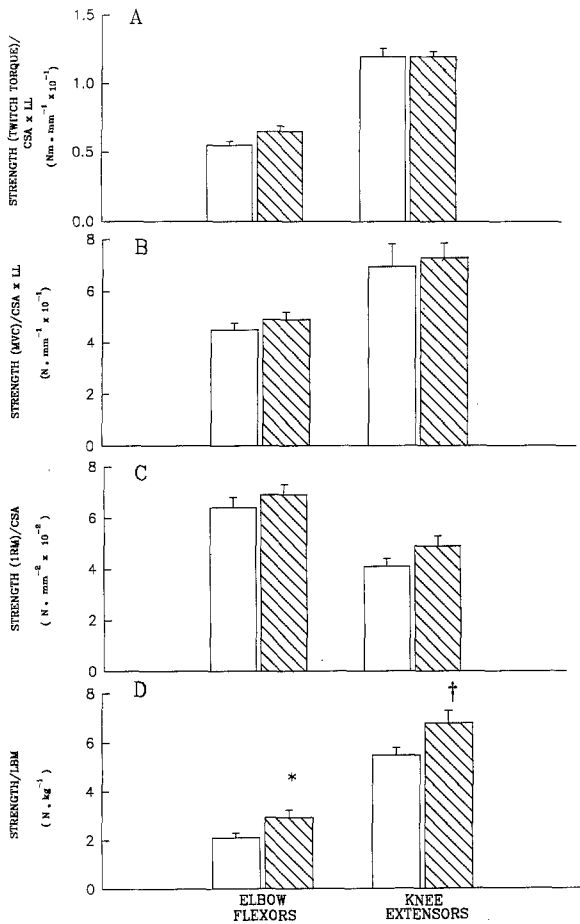 A
STRENGTH (TWITCH TORQUE)/
CSA x LL
(Nm • mm⁻¹ x 10⁻¹)
1.5
1.0
0.5
0.0
B
STRENGTH (MVC)/CSA x LL
(N • mm⁻¹ x 10⁻¹)
8
6
4
2
0
C
STRENGTH (1RM)/CSA
( N • mm⁻² x 10⁻² )
8
6
4
2
0
D
STRENGTH/LBM
( N • kg⁻¹ )
8
6
4
2
0
*
†
ELBOW
FLEXORS
KNEE
EXTENSORS